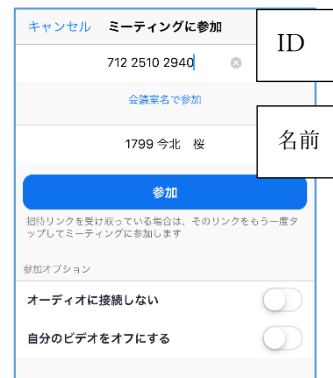 キャンセル ミーティングに参加
ID
712 2510 2940
会議室名で参加
名前
1799 今北 桜
参加
招待リンクを受け取っている場合は、そのリンクをもう一度タ
ップしてミーティングに参加します
参加オプション
オーディオに接続しない
自分のビデオをオフにする